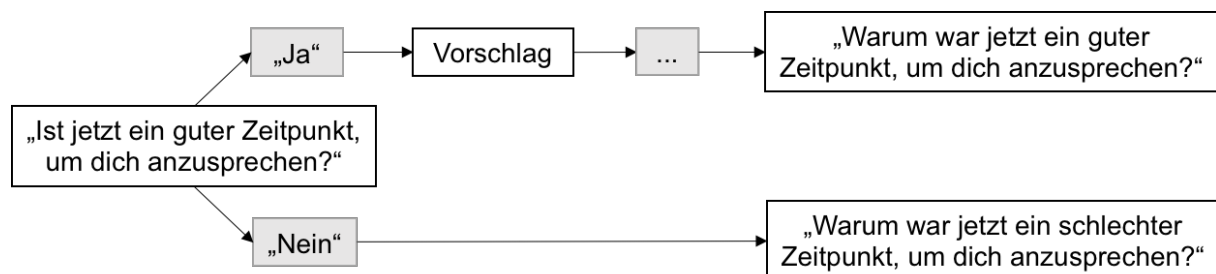 „Ist jetzt ein guter Zeitpunkt,
um dich anzusprechen?“
„Ja“
Vorschlag
...
„Warum war jetzt ein guter
Zeitpunkt, um dich anzusprechen?“
„Nein“
„Warum war jetzt ein schlechter
Zeitpunkt, um dich anzusprechen?“